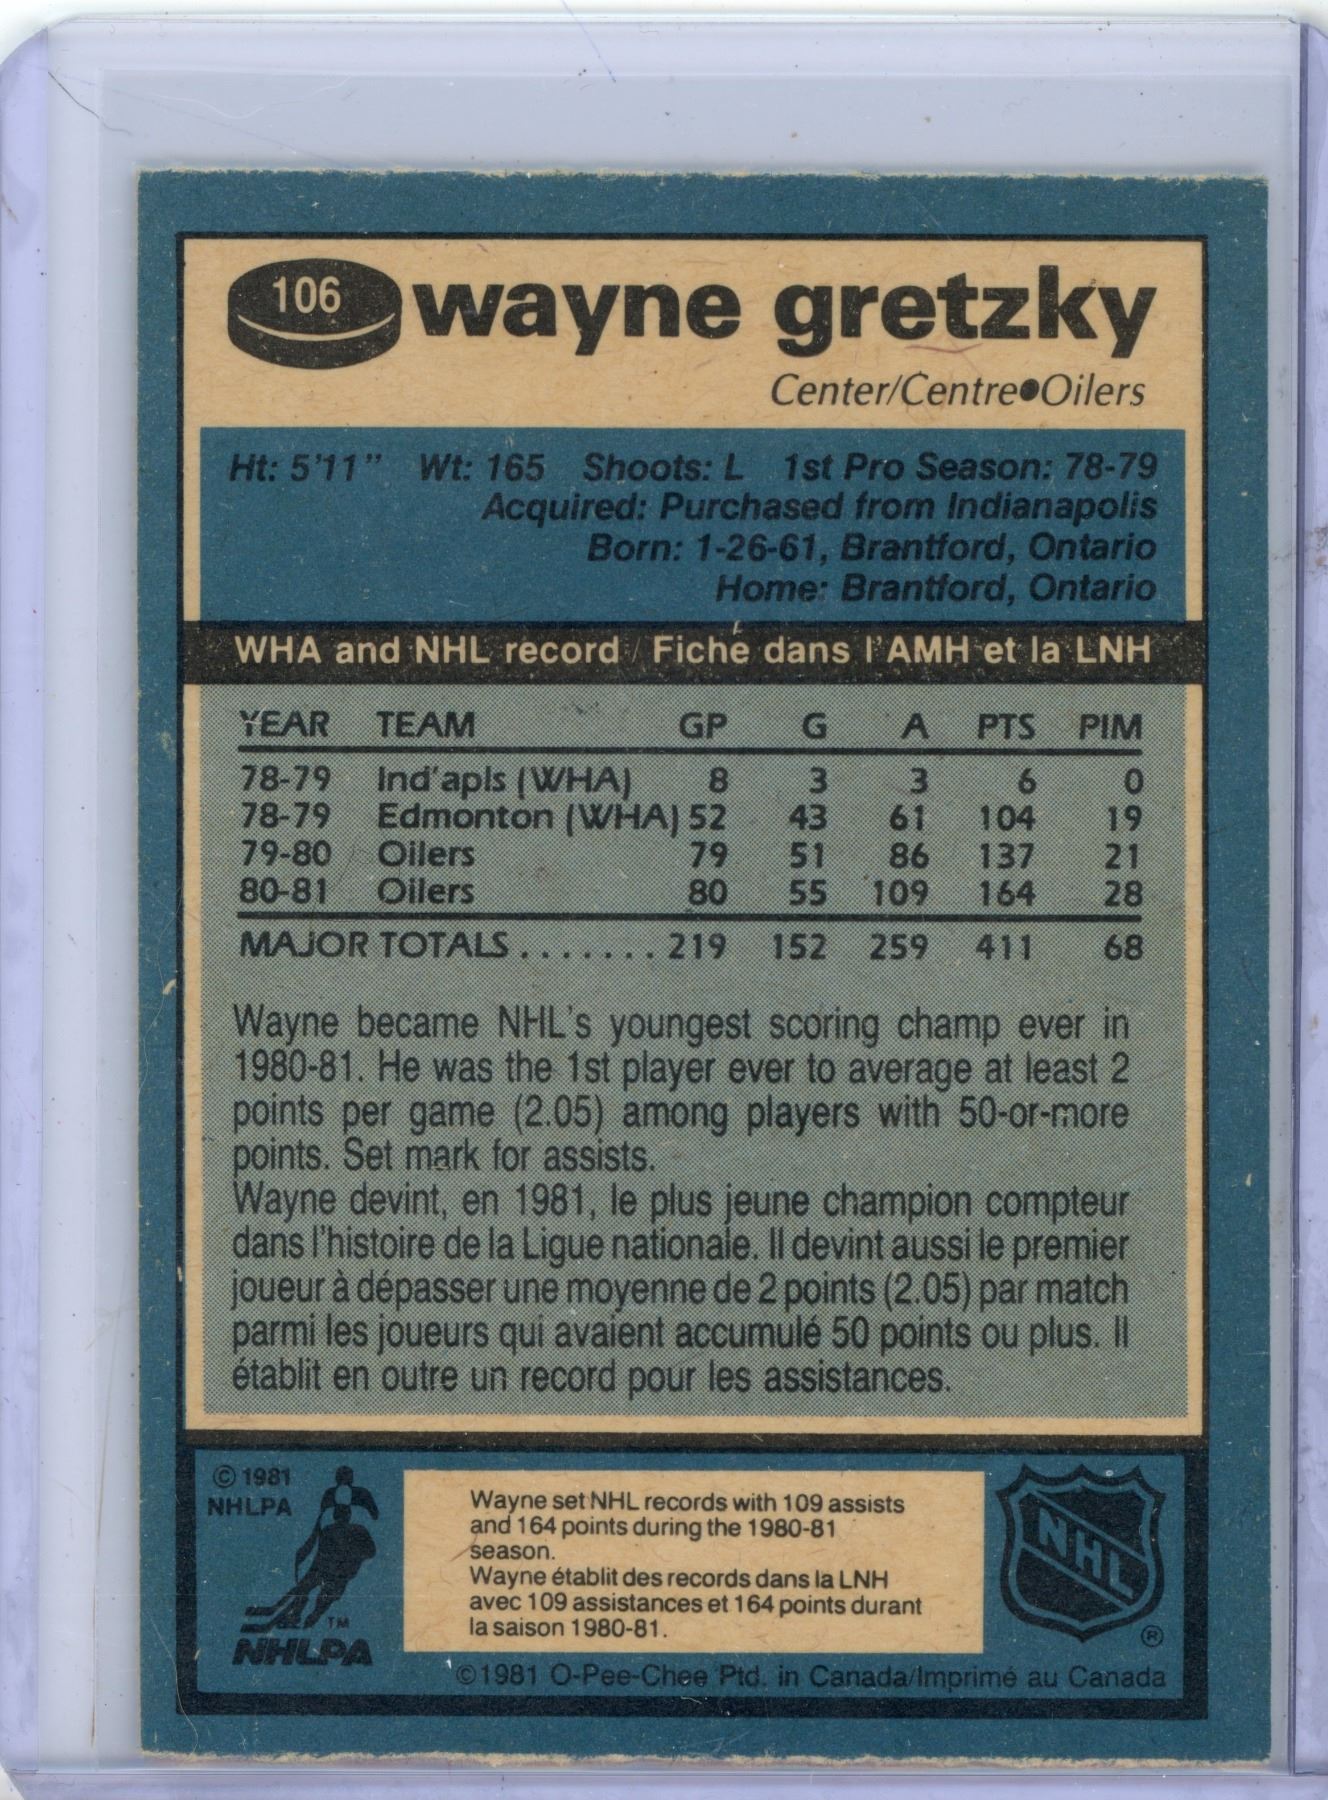 106 wayne gretzky
Center/Centre●Oilers
Ht: 5'11" Wt: 165 Shoots: L 1st Pro Season: 78-79
Acquired: Purchased from Indianapolis
Born: 1-26-61, Brantford, Ontario
Home: Brantford, Ontario
WHA and NHL record / Fiche dans l'AMH et la LNH
YEAR TEAM GP G A PTS PIM
78-79 Ind'apls (WHA) 8 3 3 6 0
78-79 Edmonton (WHA) 52 43 61 104 19
79-80 Oilers 79 51 86 137 21
80-81 Oilers 80 55 109 164 28
MAJOR TOTALS ....... 219 152 259 411 68
Wayne became NHL's youngest scoring champ ever in
1980-81. He was the 1st player ever to average at least 2
points per game (2.05) among players with 50-or-more
points. Set mark for assists.
Wayne devint, en 1981, le plus jeune champion compteur
dans l'histoire de la Ligue nationale. Il devint aussi le premier
joueur à dépasser une moyenne de 2 points (2.05) par match
parmi les joueurs qui avaient accumulé 50 points ou plus. Il
établit en outre un record pour les assistances.
© 1981
NHLPA
TM
NHLPA
Wayne set NHL records with 109 assists
and 164 points during the 1980-81
season.
Wayne établit des records dans la LNH
avec 109 assistances et 164 points durant
la saison 1980-81.
NHL
®
© 1981 O-Pee-Chee Ptd. in Canada/Imprimé au Canada